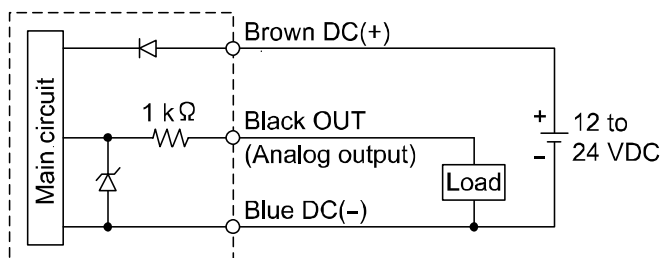 Main circuit
Brown DC(+)
1 kΩ
Black OUT
(Analog output)
Load
Blue DC(−)
+
12 to
−
24 VDC